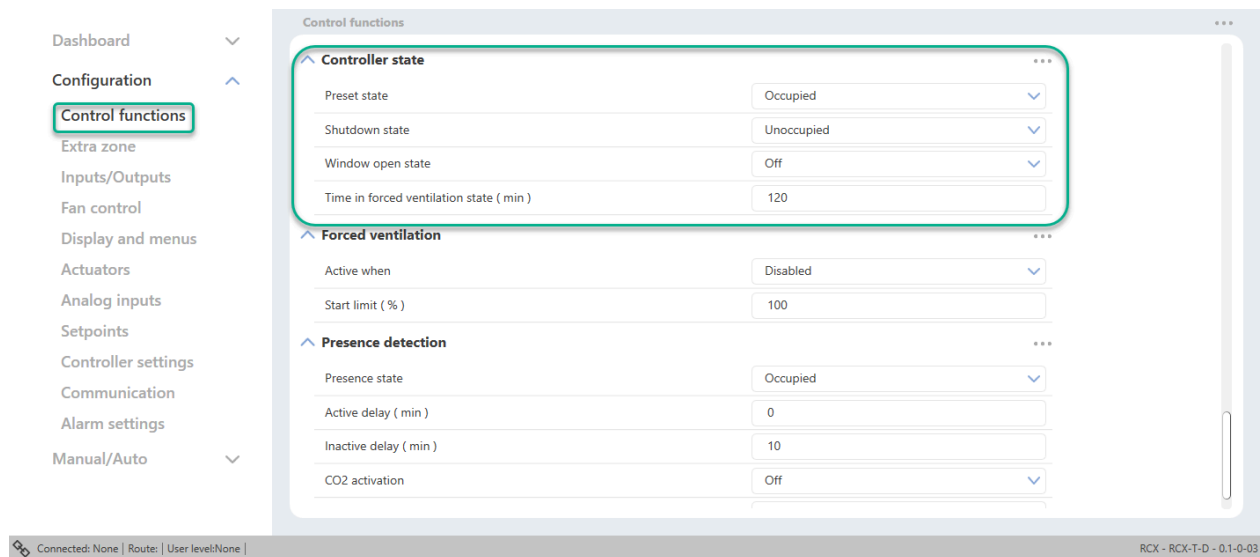 Control functions
Dashboard
Configuration
Control functions
Extra zone
Inputs/Outputs
Fan control
Display and menus
Actuators
Analog inputs
Setpoints
Controller settings
Communication
Alarm settings
Manual/Auto
Controller state
Preset state Occupied
Shutdown state Unoccupied
Window open state Off
Time in forced ventilation state ( min ) 120
Forced ventilation
Active when Disabled
Start limit ( % ) 100
Presence detection
Presence state Occupied
Active delay ( min ) 0
Inactive delay ( min ) 10
CO2 activation Off
Connected: None | Route: | User level:None | RCX - RCX-T-D - 0.1-0-03